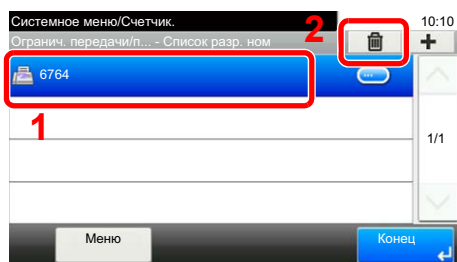 Системное меню/Счетчик.
10:10
Огранич. передачи/п... - Список разр. ном
2
6764
1
1/1
Меню
Конец